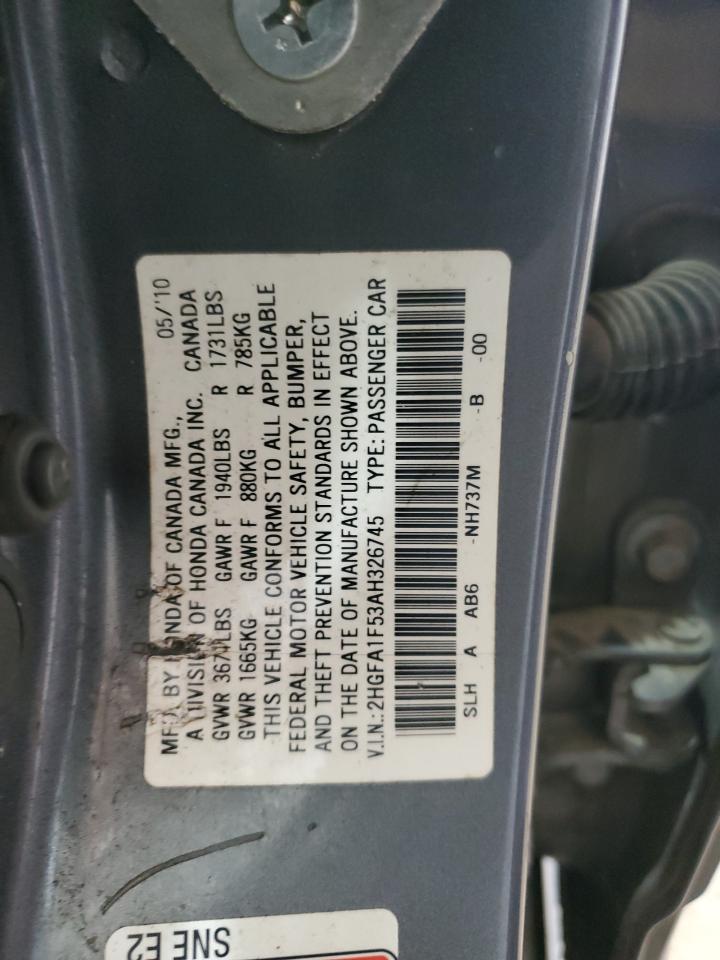 MFD. BY HONDA OF CANADA MFG., 05/'10
A DIVISION OF HONDA CANADA INC. CANADA
GVWR LBS GAWR F 1940LBS R 1731LBS
GVWR 1665KG GAWR F 880KG R 785KG
THIS VEHICLE CONFORMS TO ALL APPLICABLE
FEDERAL MOTOR VEHICLE SAFETY, BUMPER,
AND THEFT PREVENTION STANDARDS IN EFFECT
ON THE DATE OF MANUFACTURE SHOWN ABOVE.
V.I.N.: 2HGFA1F53AH326745 TYPE: PASSENGER CAR
SLH A AB6 -NH737M -B -00
SNE E2